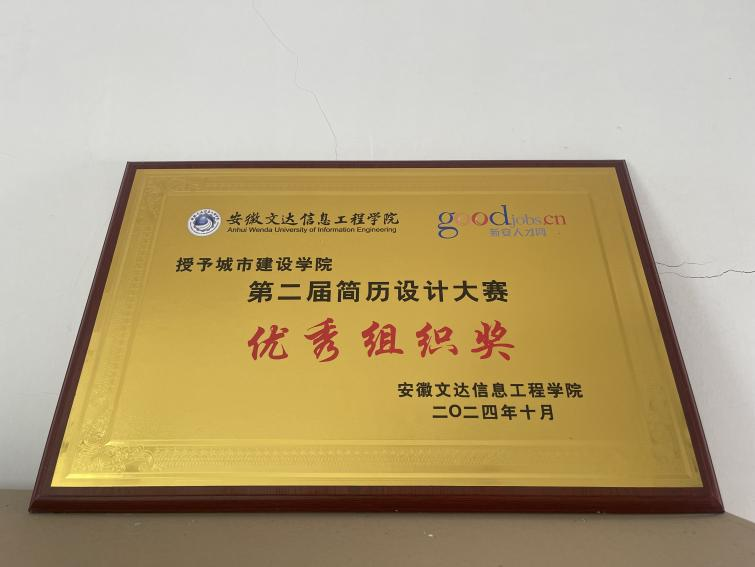 安徽文达信息工程学院
Anhui Wenda University of Information Engineering
goodjobs.cn
新安人才网
授予城市建设学院
第二届简历设计大赛
优秀组织奖
安徽文达信息工程学院
二〇二四年十月